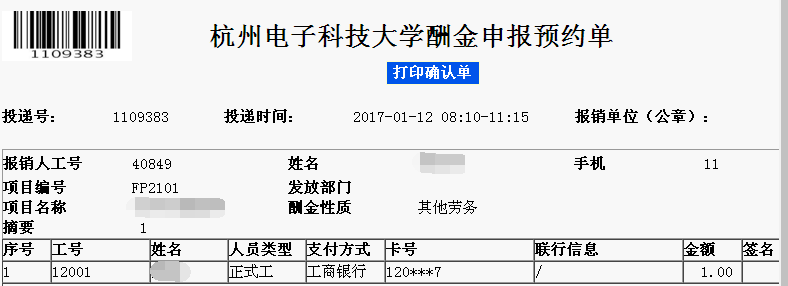 1109383
杭州电子科技大学酬金申报预约单
打印确认单
投递号： 1109383 投递时间： 2017-01-12 08:10-11:15 报销单位（公章）：
报销人工号 40849 姓名 手机 11
项目编号 FP2101 发放部门
项目名称 酬金性质 其他劳务
摘要 1
序号 工号 姓名 人员类型 支付方式 卡号 联行信息 金额 签名
1 12001 正式工 工商银行 120***7 / 1.00